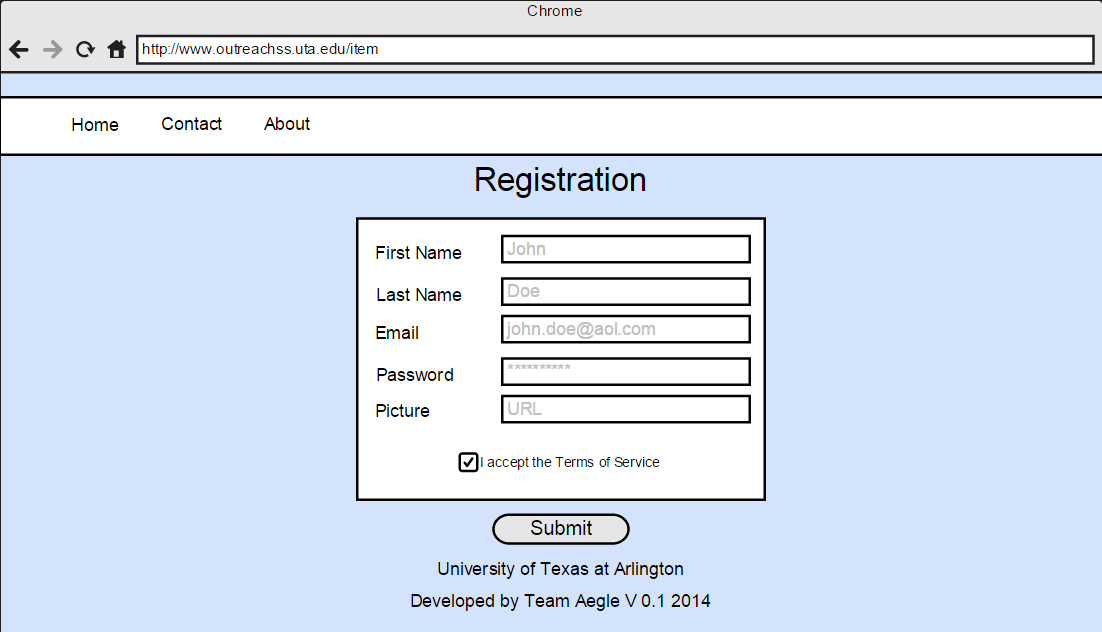 Chrome
http://www.outreachss.uta.edu/item
Home Contact About
Registration
First Name John
Last Name Doe
Email john.doe@aol.com
Password **********
Picture URL
I accept the Terms of Service
Submit
University of Texas at Arlington
Developed by Team Aegle V 0.1 2014